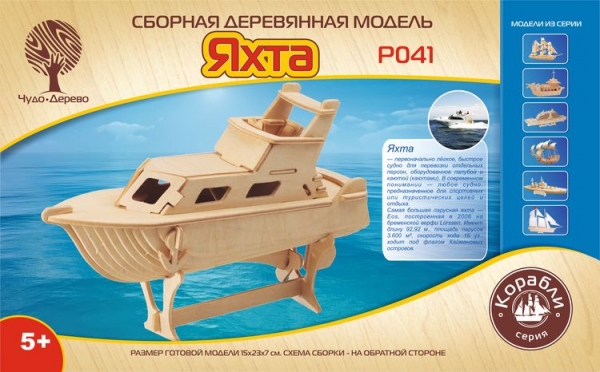 СБОРНАЯ ДЕРЕВЯННАЯ МОДЕЛЬ
Яхта
P041
Чудо-Дерево
МОДЕЛИ ИЗ СЕРИИ
Яхта
— первоначально лёгкое, быстрое
судно для перевозки отдельных
персон, оборудованное палубой и
каютой (каютами). В современном
понимании — любое судно,
предназначенное для спортивных
или туристических целей и
отдыха.
Самая большая парусная яхта —
Eos, построенная в 2006 на
бременской верфи Lürssen. Имеет
длину 92,92 м., площадь парусов
3 600 м², скорость хода 16 уз.,
ходит под флагом Каймановых
островов.
Корабли
серия
5+
РАЗМЕР ГОТОВОЙ МОДЕЛИ 15x23x7 см. СХЕМА СБОРКИ - НА ОБРАТНОЙ СТОРОНЕ